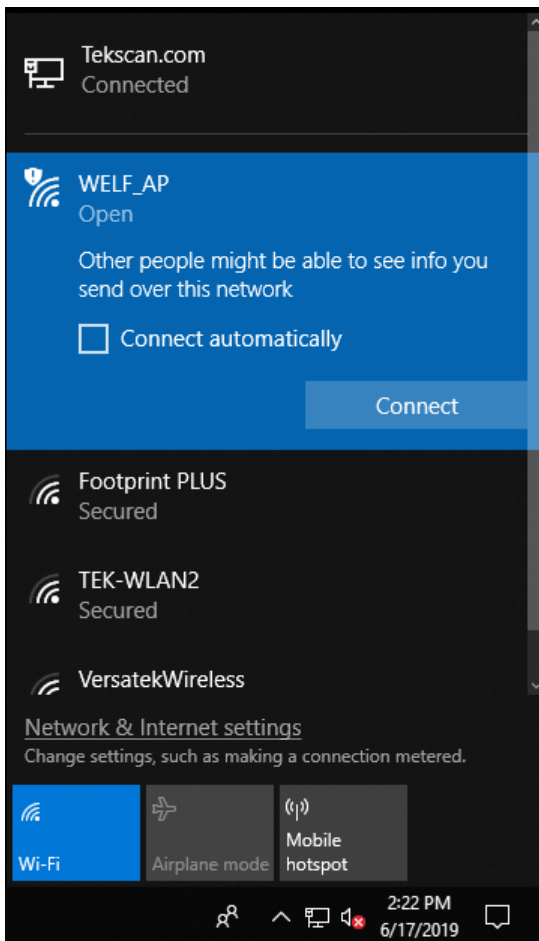 Tekscan.com
Connected
WELF_AP
Open
Other people might be able to see info you
send over this network
Connect automatically
Connect
Footprint PLUS
Secured
TEK-WLAN2
Secured
VersatekWireless
Network & Internet settings
Change settings, such as making a connection metered.
Wi-Fi
Airplane mode
Mobile
hotspot
2:22 PM
6/17/2019